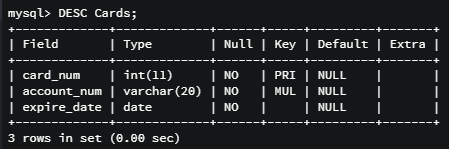 mysql> DESC Cards;
+-------------+-------------+------+-----+---------+-------+
| Field       | Type        | Null | Key | Default | Extra |
+-------------+-------------+------+-----+---------+-------+
| card_num    | int(11)     | NO   | PRI | NULL    |       |
| account_num | varchar(20) | NO   | MUL | NULL    |       |
| expire_date | date        | NO   |     | NULL    |       |
+-------------+-------------+------+-----+---------+-------+
3 rows in set (0.00 sec)